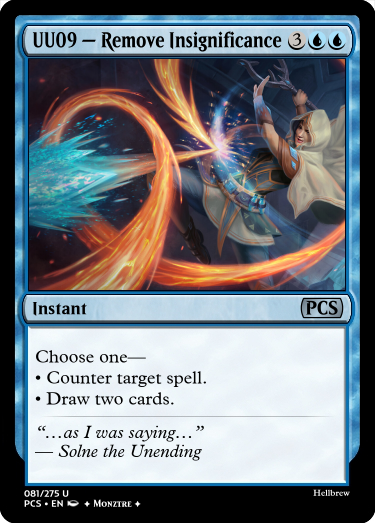 UU09 — Remove Insignificance 3
Instant PCS
Choose one—
• Counter target spell.
• Draw two cards.
“…as I was saying…”
— Solne the Unending
081/275 U Hellbrew
PCS • EN Monztre